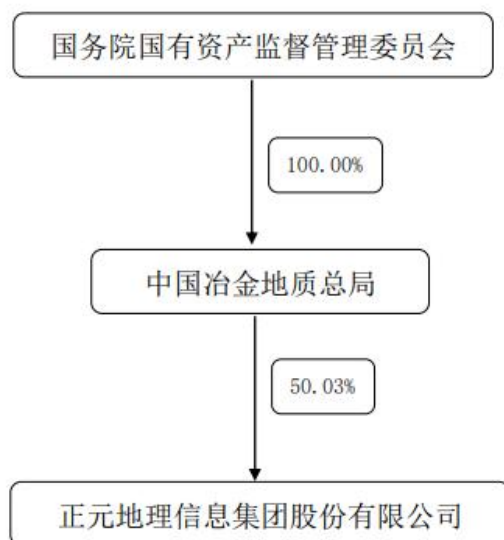 国务院国有资产监督管理委员会
100.00%
中国冶金地质总局
50.03%
正元地理信息集团股份有限公司